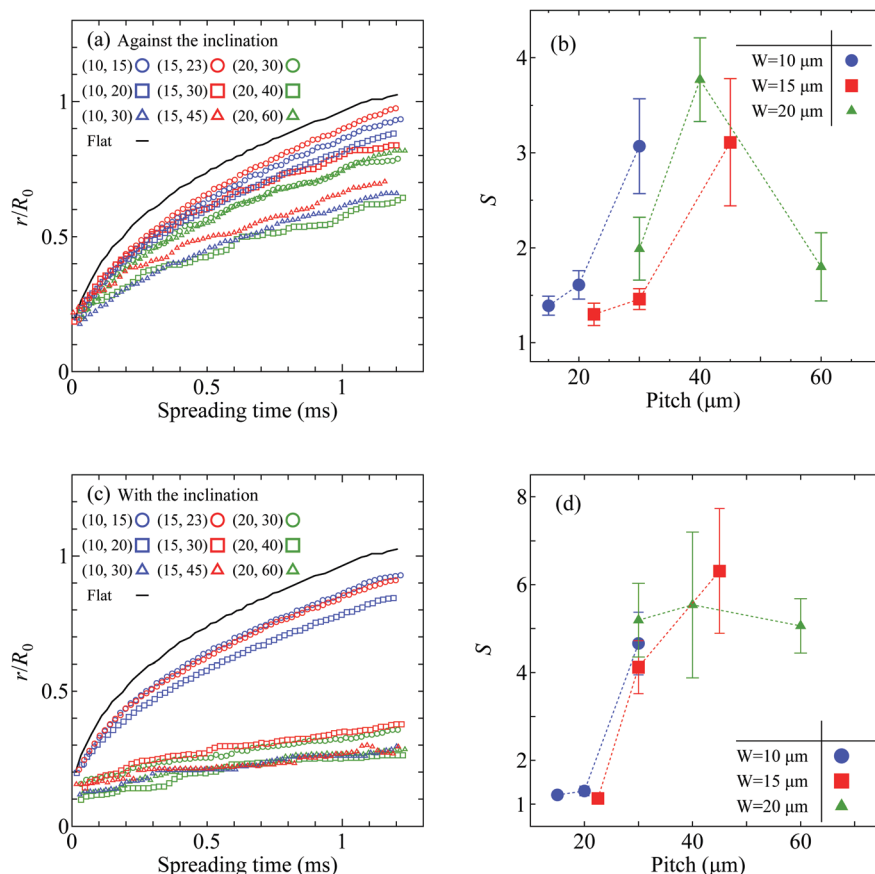 (a) Against the inclination
(10, 15) (15, 23) (20, 30)
(10, 20) (15, 30) (20, 40)
(10, 30) (15, 45) (20, 60)
Flat
1
0.5
0
r/R0
0 0.5 1
Spreading time (ms)
(b)
W=10 μm
W=15 μm
W=20 μm
4
3
2
1
S
20 40 60
Pitch (μm)
(c) With the inclination
(10, 15) (15, 23) (20, 30)
(10, 20) (15, 30) (20, 40)
(10, 30) (15, 45) (20, 60)
Flat
1
0.5
0
r/R0
0 0.5 1
Spreading time (ms)
(d)
8
6
4
2
1
S
W=10 μm
W=15 μm
W=20 μm
20 40 60
Pitch (μm)